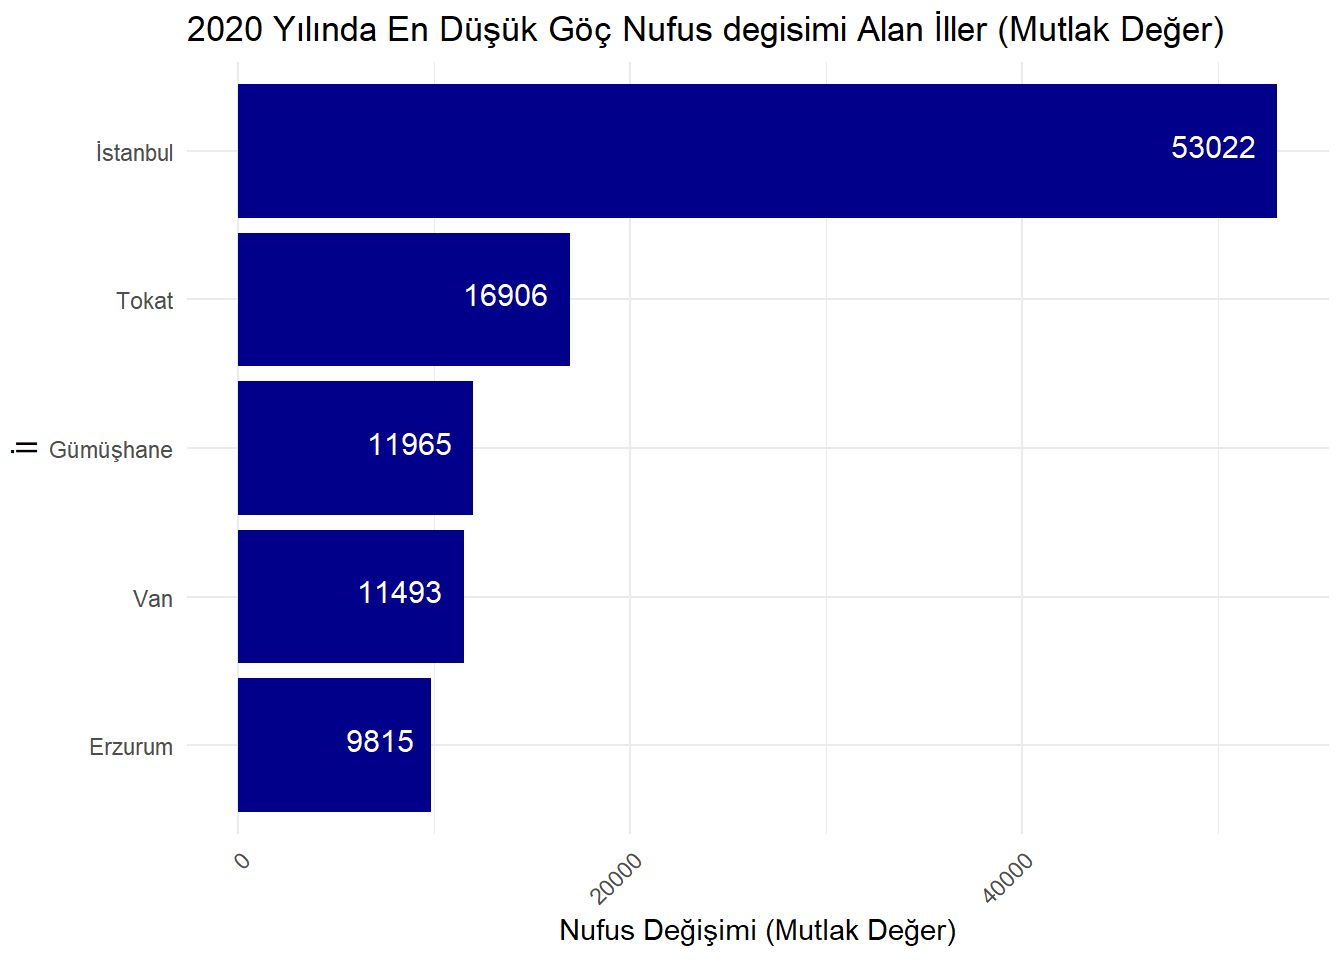 2020 Yılında En Düşük Göç Nufus degisimi Alan İller (Mutlak Değer)
İstanbul
53022
Tokat
16906
İl
Gümüşhane
11965
Van
11493
Erzurum
9815
0
20000
40000
Nufus Değişimi (Mutlak Değer)